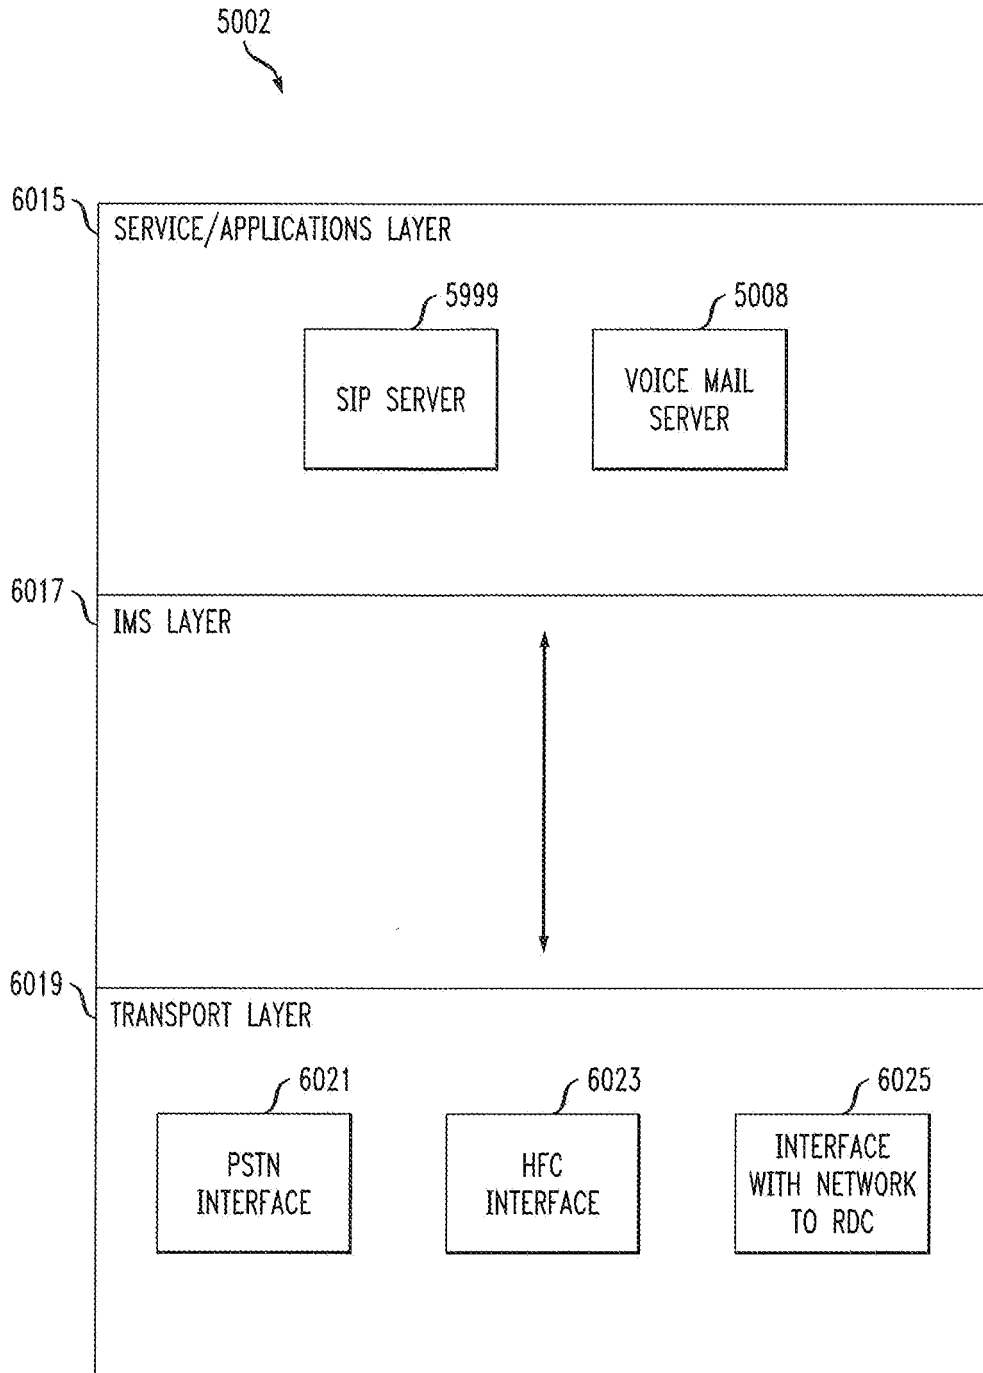 5002
6015
SERVICE/APPLICATIONS LAYER
5999
5008
SIP SERVER
VOICE MAIL
SERVER
6017
IMS LAYER
6019
TRANSPORT LAYER
6021
6023
6025
PSTN
INTERFACE
HFC
INTERFACE
INTERFACE
WITH NETWORK
TO RDC